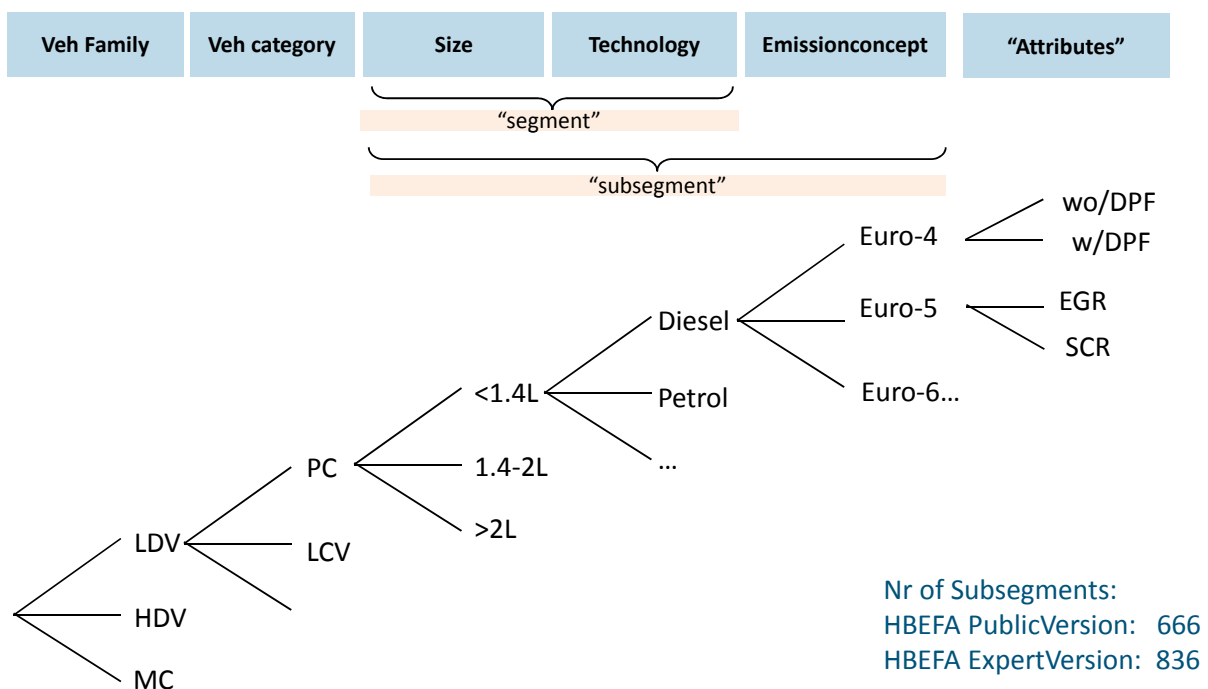 Veh Family
Veh category
Size
Technology
Emissionconcept
“Attributes”
“segment”
“subsegment”
wo/DPF
Euro-4
w/DPF
EGR
Euro-5
Diesel
SCR
<1.4L
Petrol
Euro-6...
PC
1.4-2L
...
>2L
LDV
LCV
HDV
MC
Nr of Subsegments:
HBEFA PublicVersion: 666
HBEFA ExpertVersion: 836